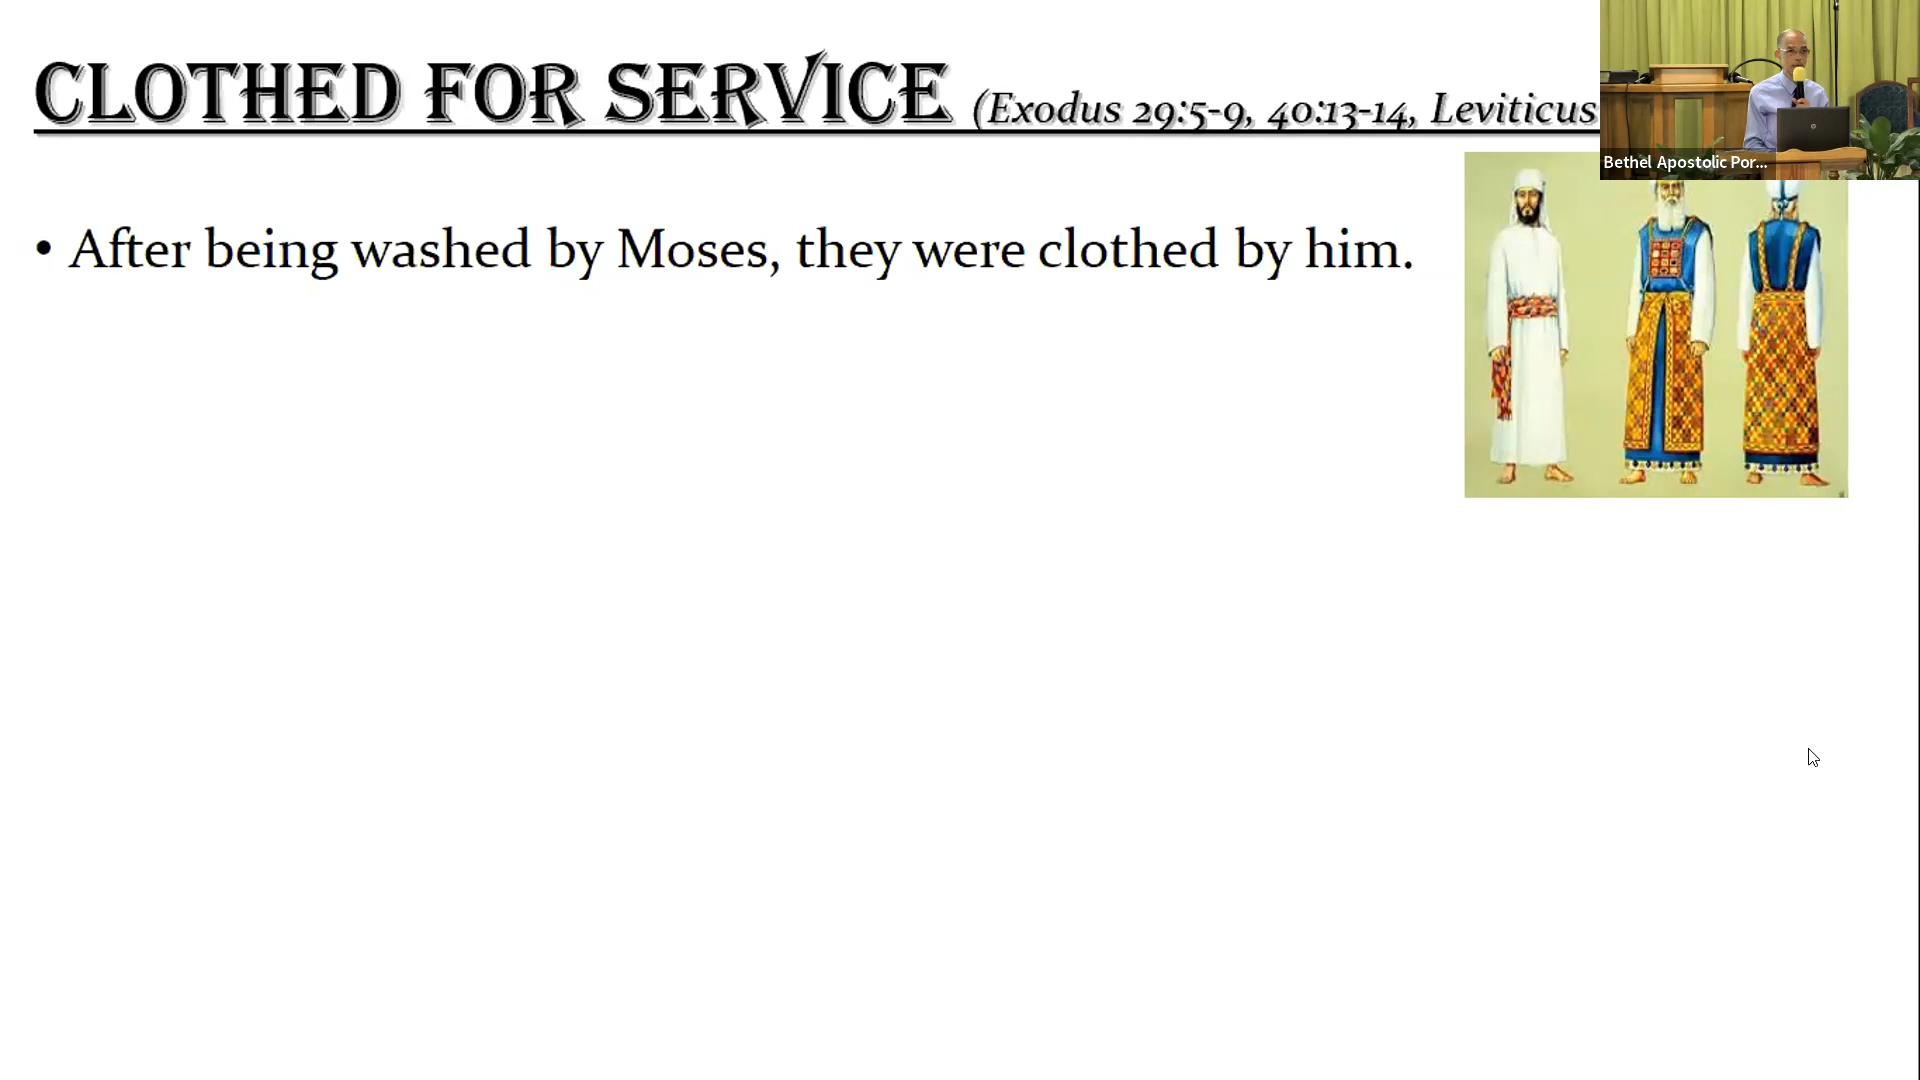 CLOTHED FOR SERVICE (Exodus 29:5-9, 40:13-14, Leviticus
Bethel Apostolic Por...
• After being washed by Moses, they were clothed by him.